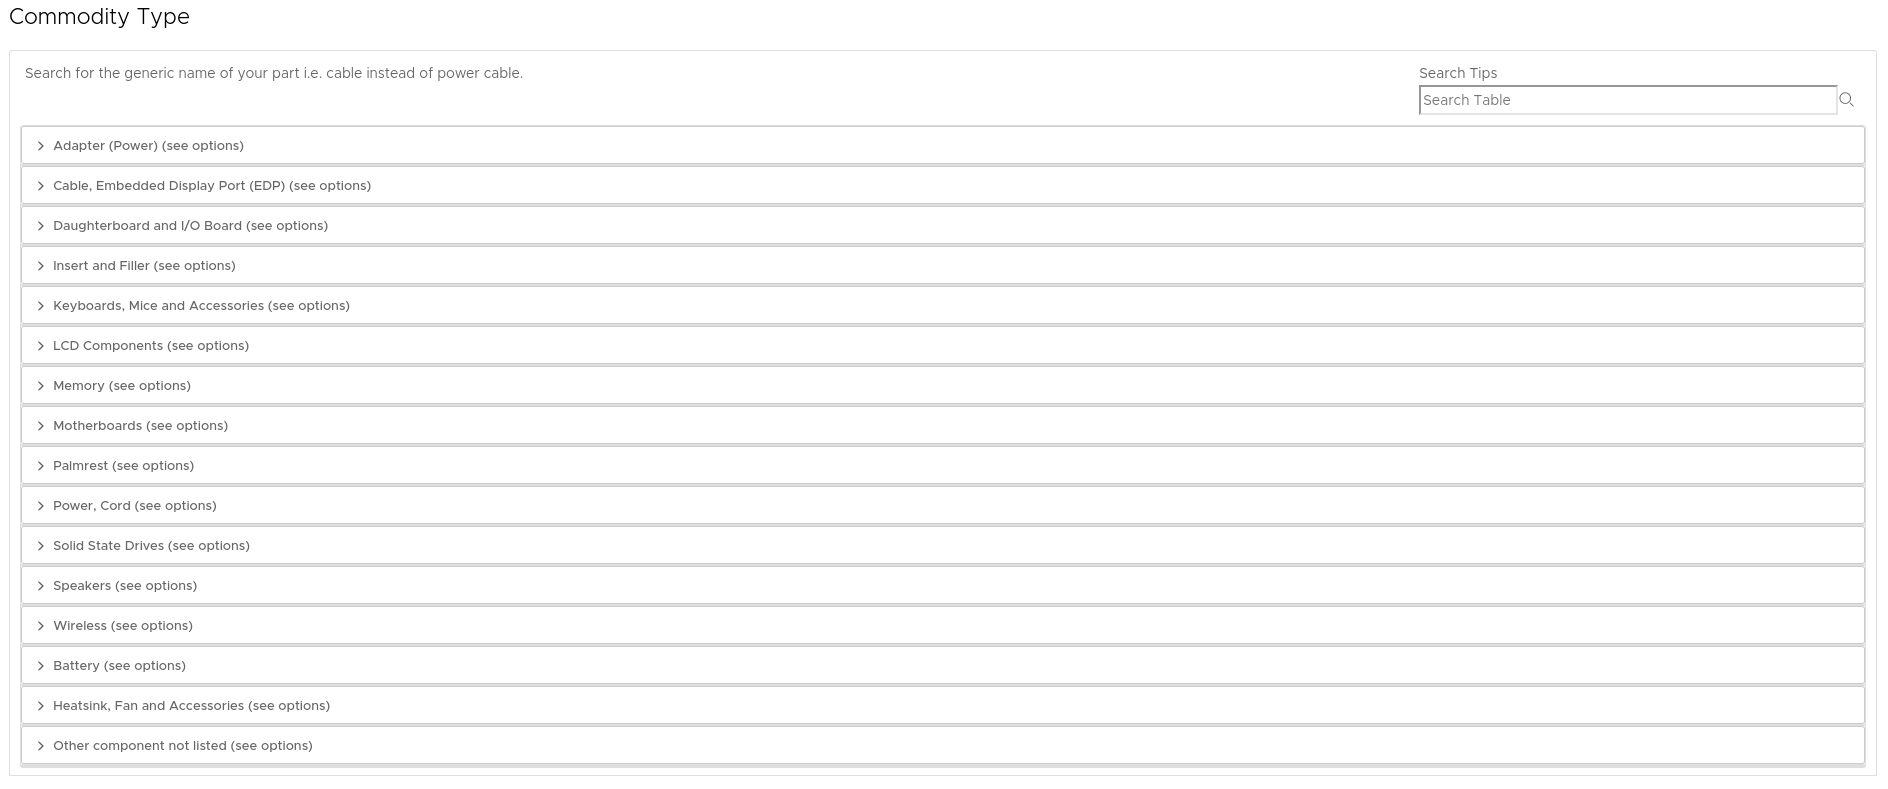 Commodity Type
Search for the generic name of your part i.e. cable instead of power cable.
Search Tips
Search Table
Adapter (Power) (see options)
Cable, Embedded Display Port (EDP) (see options)
Daughterboard and I/O Board (see options)
Insert and Filler (see options)
Keyboards, Mice and Accessories (see options)
LCD Components (see options)
Memory (see options)
Motherboards (see options)
Palmrest (see options)
Power, Cord (see options)
Solid State Drives (see options)
Speakers (see options)
Wireless (see options)
Battery (see options)
Heatsink, Fan and Accessories (see options)
Other component not listed (see options)